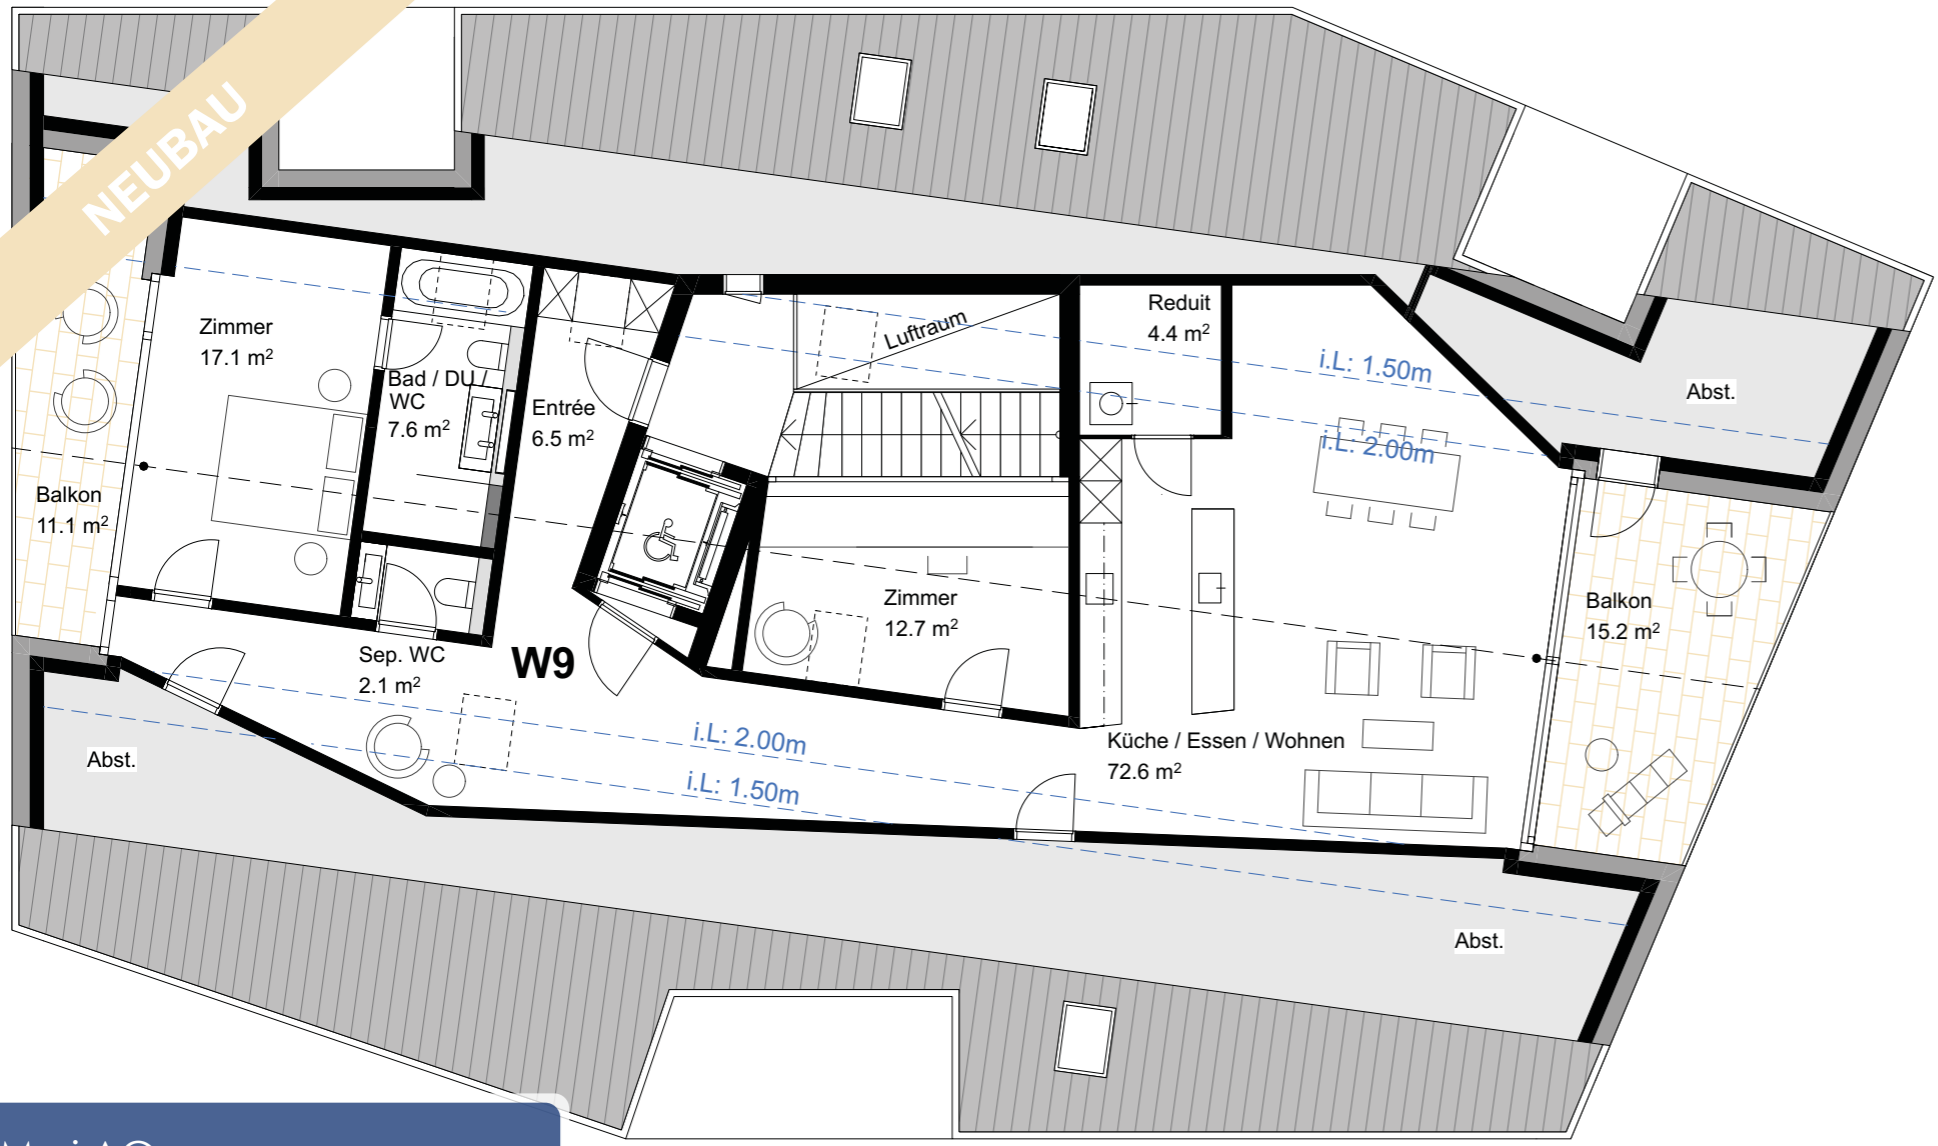 NEUBAU
Zimmer
17.1 m²
Bad / DU /
WC
7.6 m²
Entrée
6.5 m²
Luftraum
Reduit
4.4 m²
i.L: 1.50m
i.L: 2.00m
Abst.
Balkon
11.1 m²
Zimmer
12.7 m²
Balkon
15.2 m²
Sep. WC
2.1 m²
W9
i.L: 2.00m
i.L: 1.50m
Küche / Essen / Wohnen
72.6 m²
Abst.
Abst.